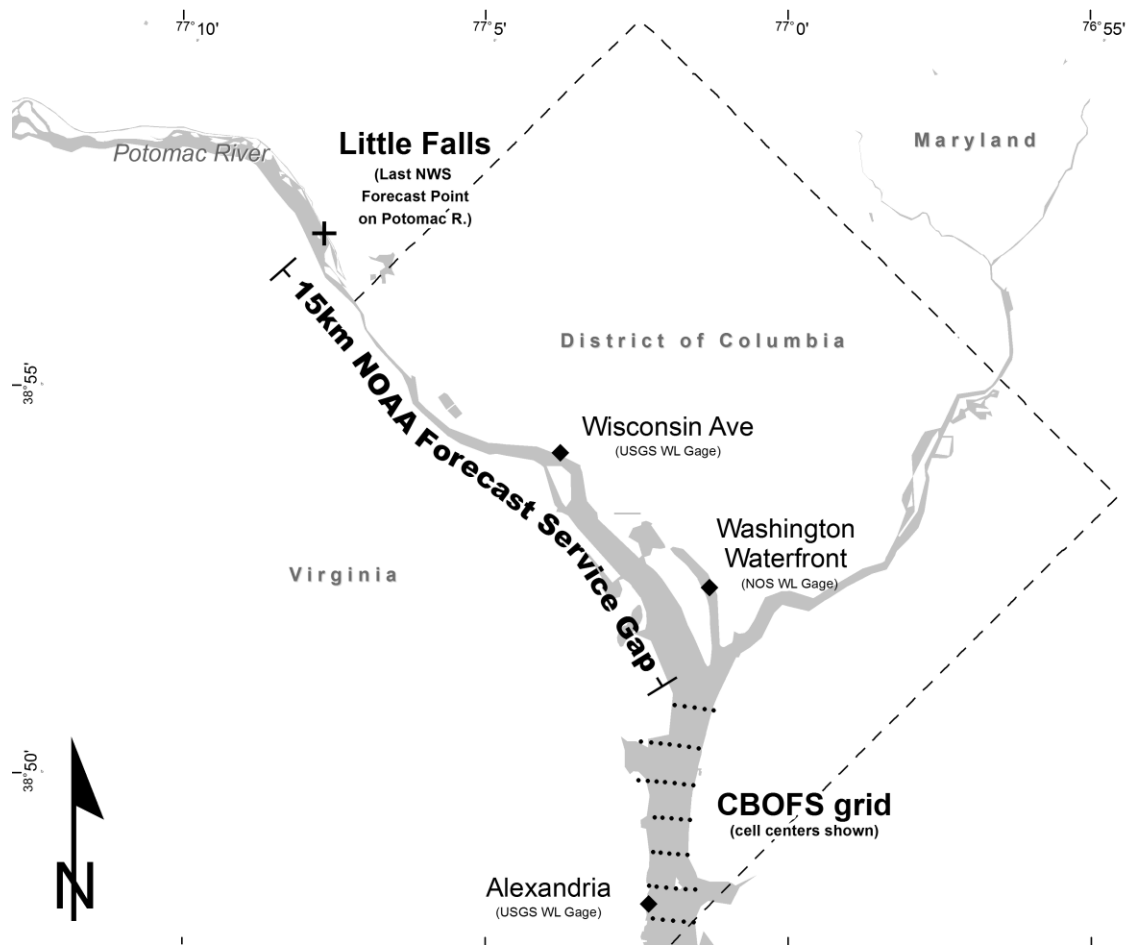 77°10'
77°5'
77°0'
76°55'
Maryland
Potomac River
Little Falls
(Last NWS
Forecast Point
on Potomac R.)
15km NOAA Forecast Service Gap
District of Columbia
38°55'
Wisconsin Ave
(USGS WL Gage)
Washington
Waterfront
(NOS WL Gage)
Virginia
38°50'
CBOFS grid
(cell centers shown)
N
Alexandria
(USGS WL Gage)